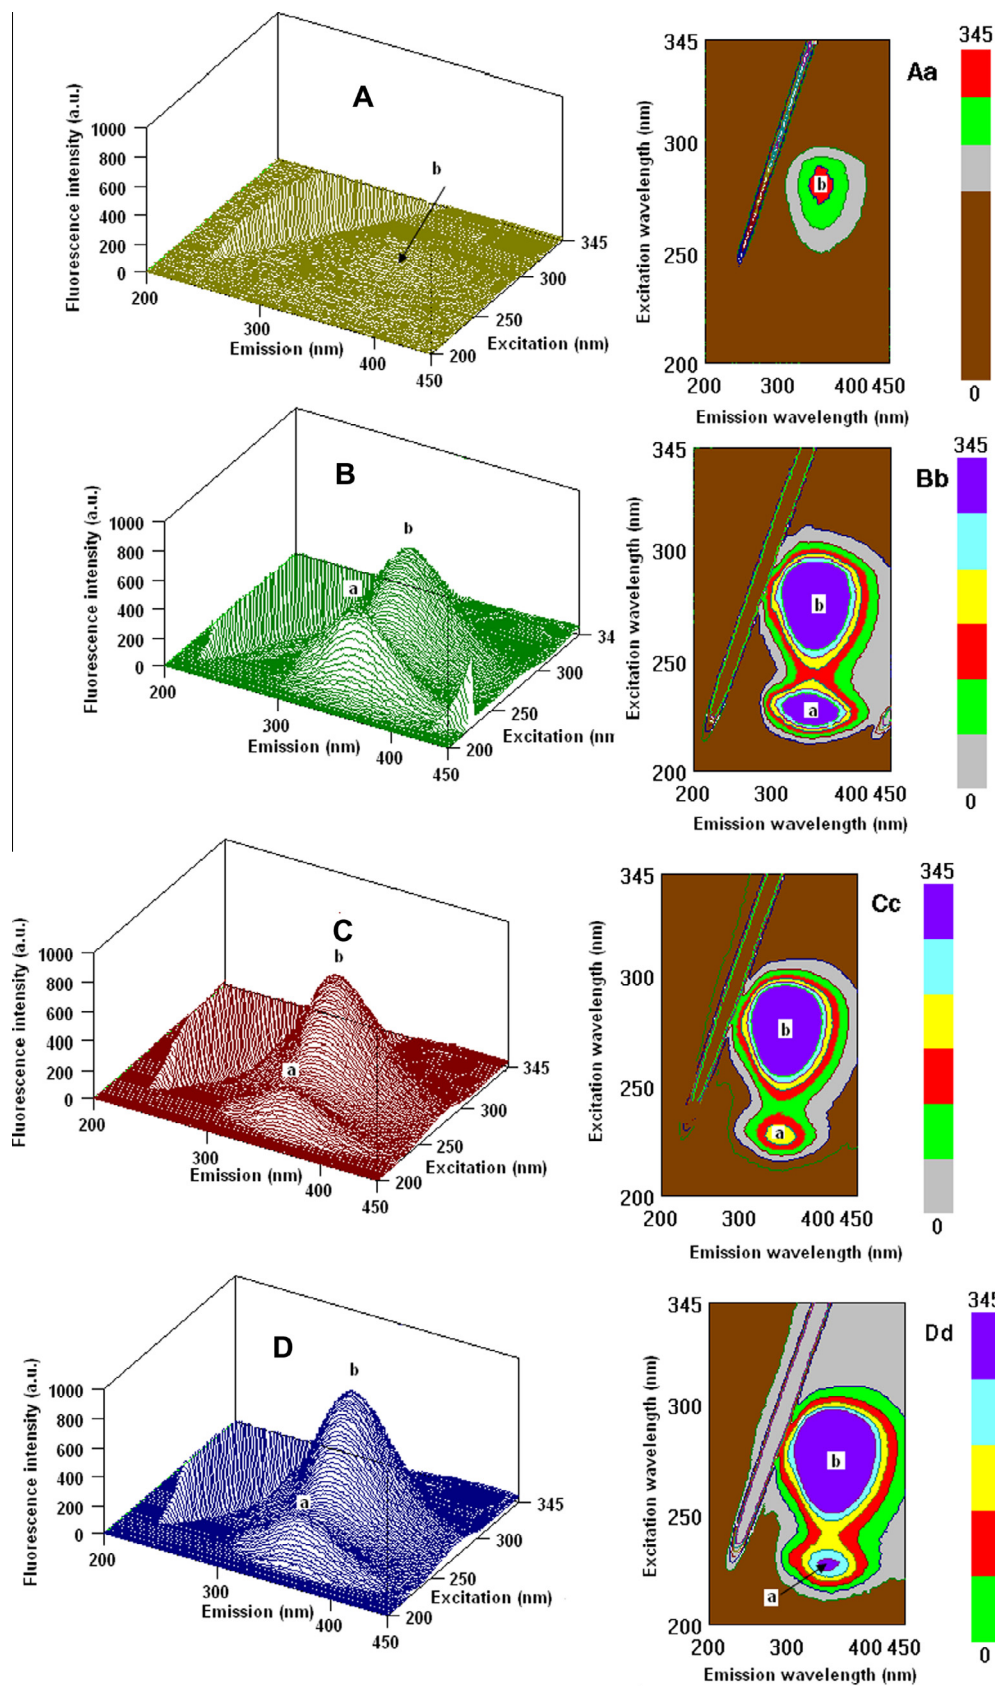 A
Fluorescence intensity (a.u.)
1000
800
600
400
200
0
b
200
300
400
450
Emission (nm)
200
250
300
345
Excitation (nm)
Aa
345
300
250
200
Excitation wavelength (nm)
b
200 300 400 450
Emission wavelength (nm)
345
0
B
Fluorescence intensity (a.u.)
1000
800
600
400
200
0
b
a
200
300
400
450
Emission (nm)
200
250
300
34
Excitation (nm
Bb
345
300
250
200
Excitation wavelength (nm)
b
a
200 300 400 450
Emission wavelength (nm)
345
0
C
Fluorescence intensity (a.u.)
1000
800
600
400
200
0
b
a
200
300
400
450
Emission (nm)
200
250
300
345
Excitation (nm)
Cc
345
300
250
200
Excitation wavelength (nm)
b
a
200 300 400 450
Emission wavelength (nm)
345
0
D
Fluorescence intensity (a.u.)
1000
800
600
400
200
0
b
a
200
300
400
450
Emission (nm)
200
250
300
345
Excitation (nm)
Dd
345
300
250
200
Excitation wavelength (nm)
b
a
200 300 400 450
Emission wavelength (nm)
345
0